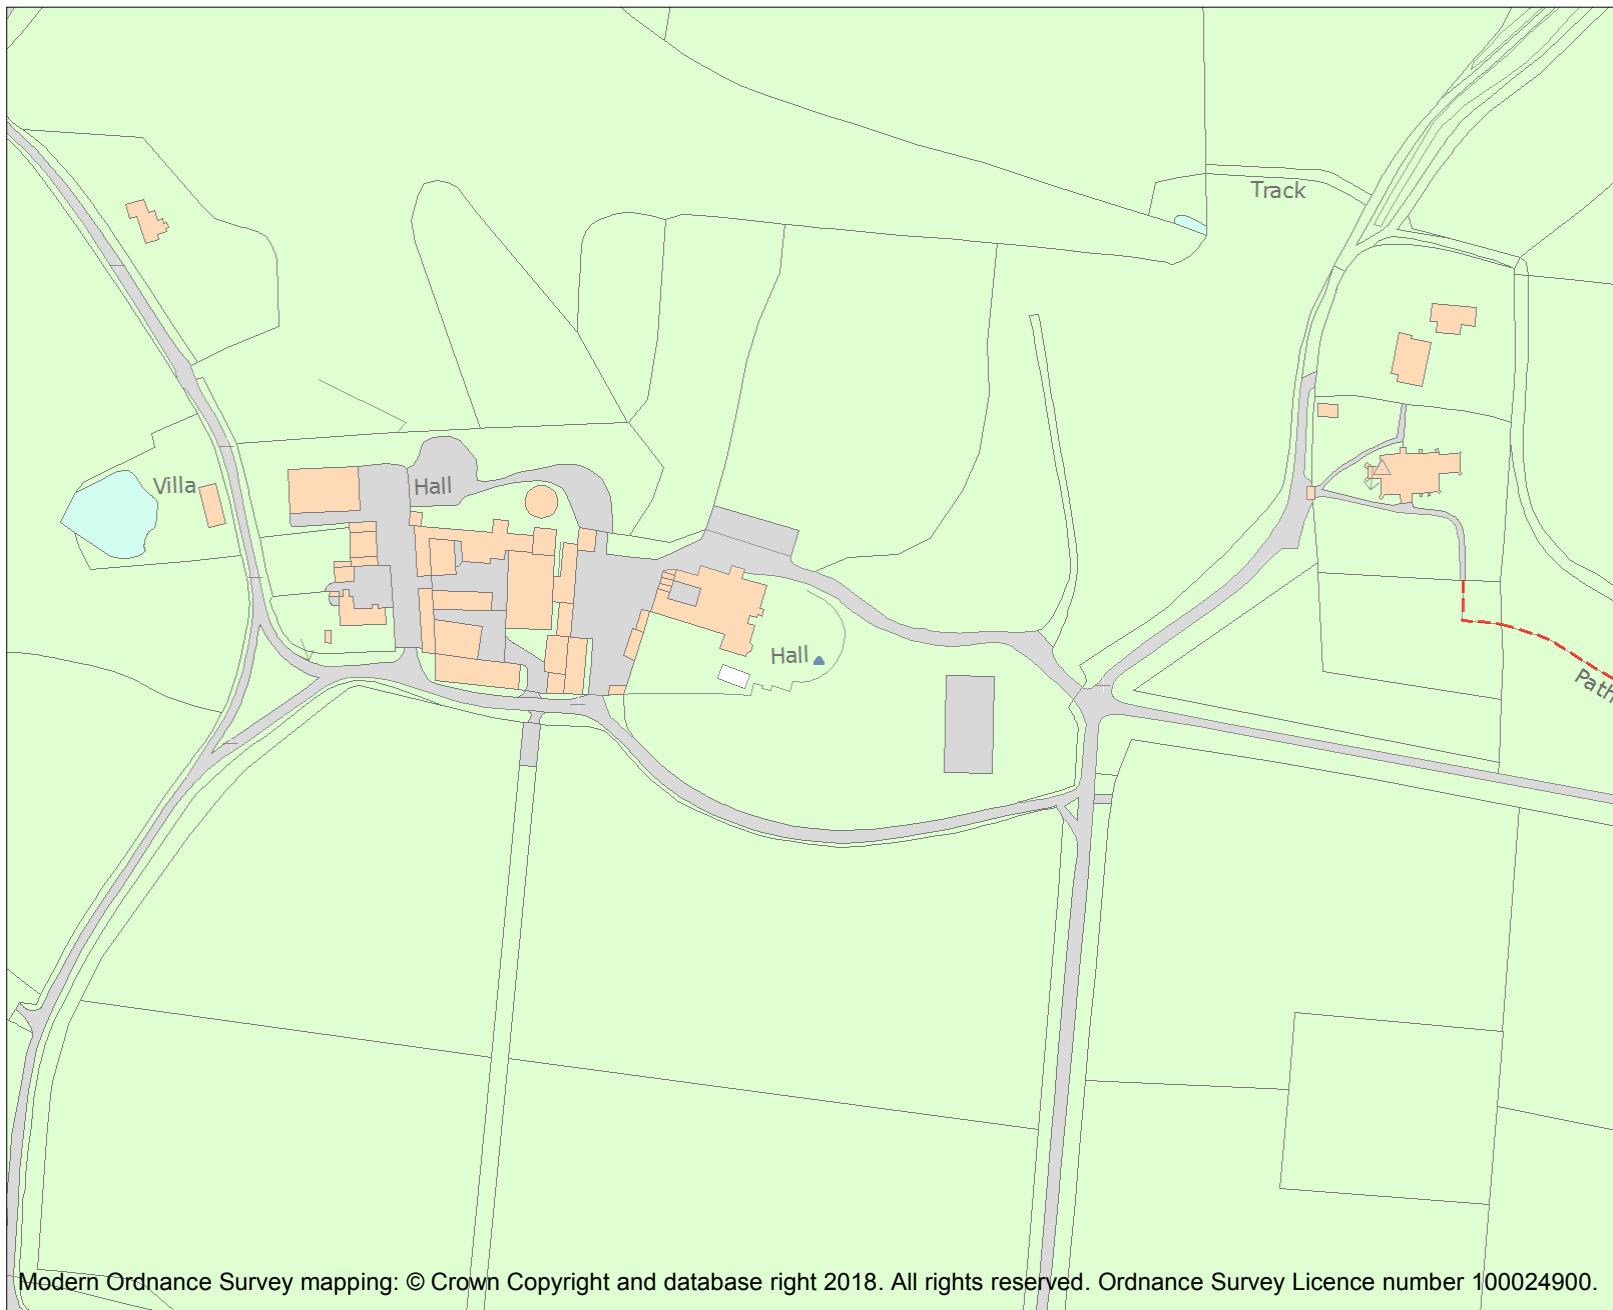 Track
Villa
Hall
Hall
Path
Modern Ordnance Survey mapping: © Crown Copyright and database right 2018. All rights reserved. Ordnance Survey Licence number 100024900.